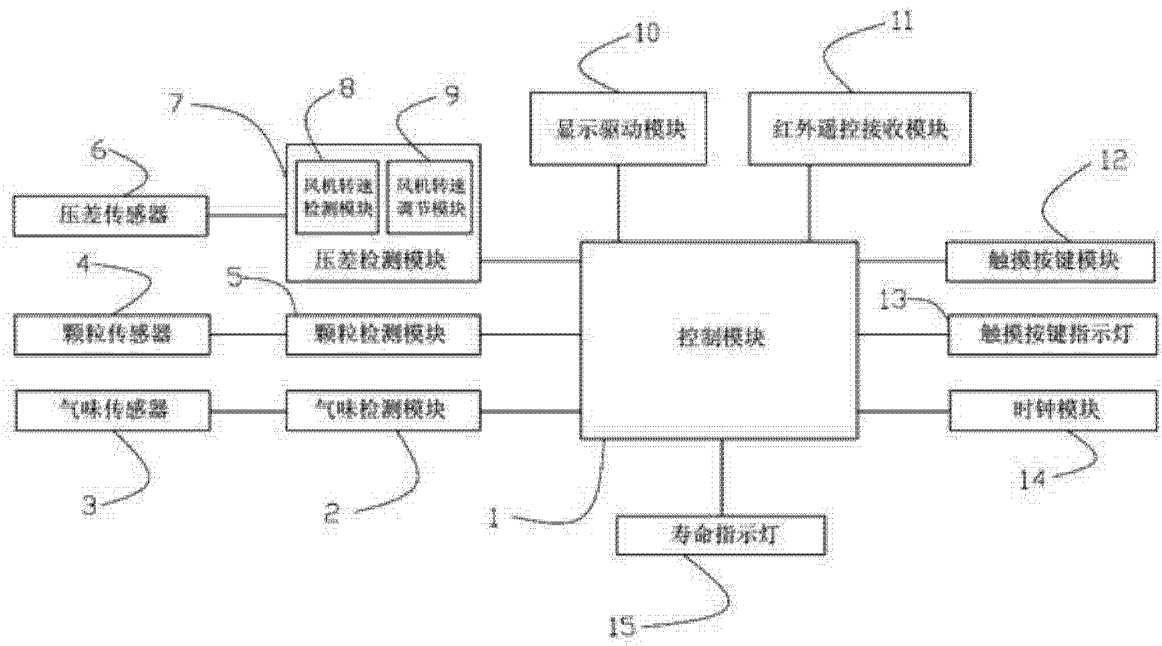 10
11
显示驱动模块
红外遥控接收模块
7
8
9
风机转速
检测模块
风机转速
调节模块
压差检测模块
6
压差传感器
12
触摸按键模块
4
颗粒传感器
5
颗粒检测模块
控制模块
13
触摸按键指示灯
气味传感器
气味检测模块
时钟模块
3
2
1
14
寿命指示灯
15